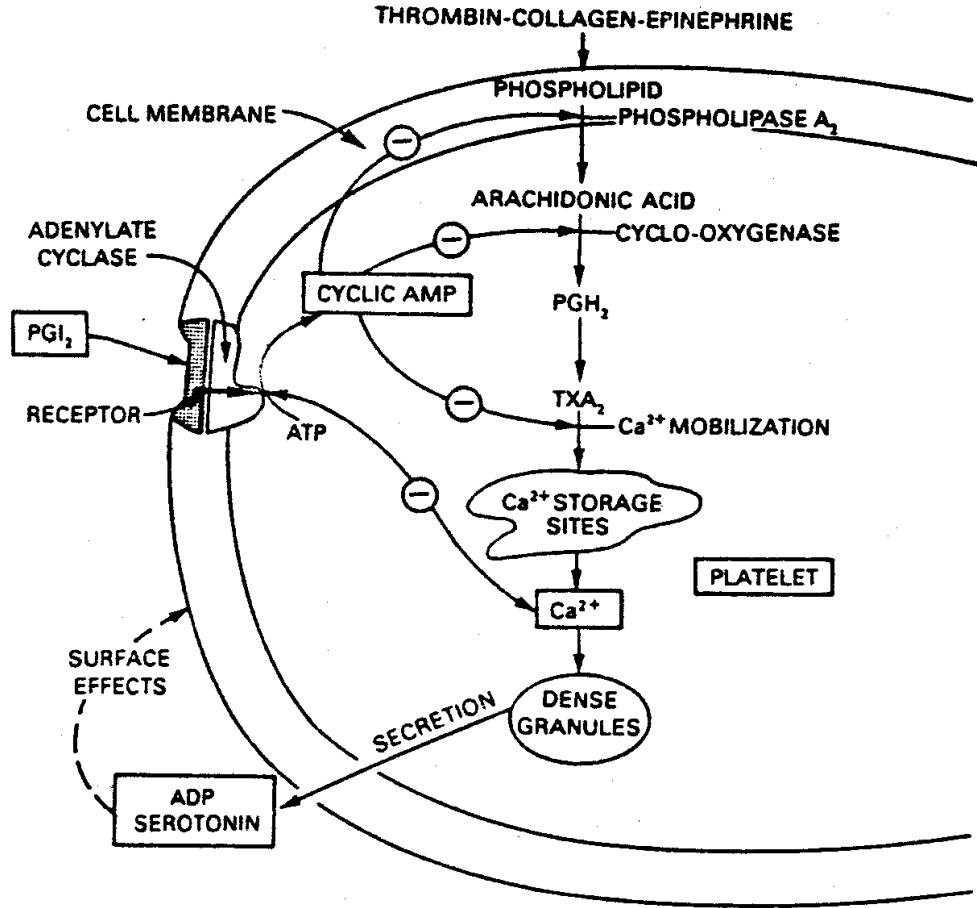 THROMBIN-COLLAGEN-EPINEPHRINE
PHOSPHOLIPID
CELL MEMBRANE
−
PHOSPHOLIPASE A₂
ARACHIDONIC ACID
ADENYLATE
CYCLASE
−
CYCLO-OXYGENASE
CYCLIC AMP
PGH₂
PGI₂
−
TXA₂
RECEPTOR
ATP
Ca²⁺ MOBILIZATION
−
Ca²⁺ STORAGE
SITES
PLATELET
Ca²⁺
SURFACE
EFFECTS
DENSE
GRANULES
SECRETION
ADP
SEROTONIN